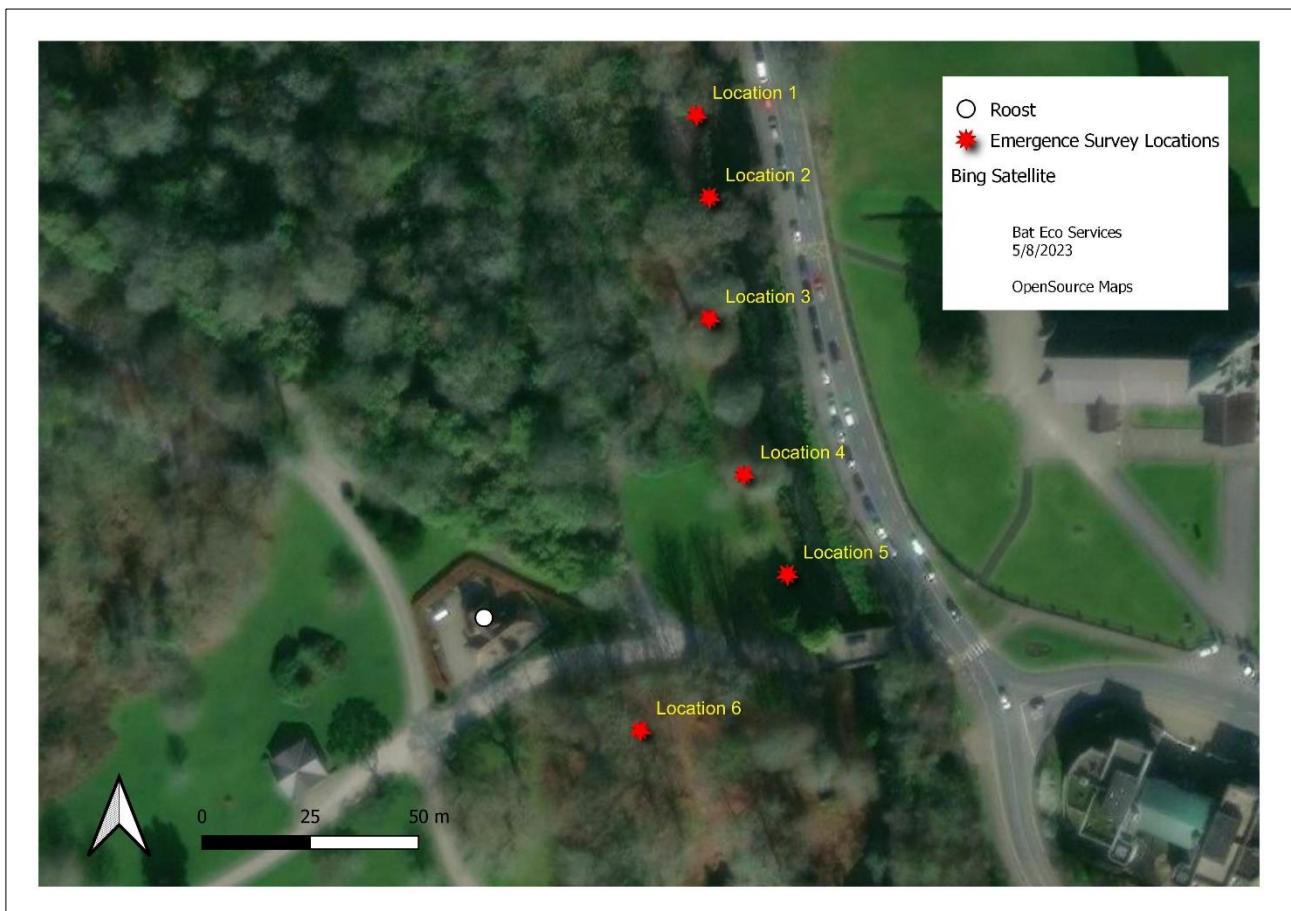 Location 1
Location 2
Location 3
Location 4
Location 5
Location 6
Roost
Emergence Survey Locations
Bing Satellite
Bat Eco Services
5/8/2023
OpenSource Maps
0 25 50 m